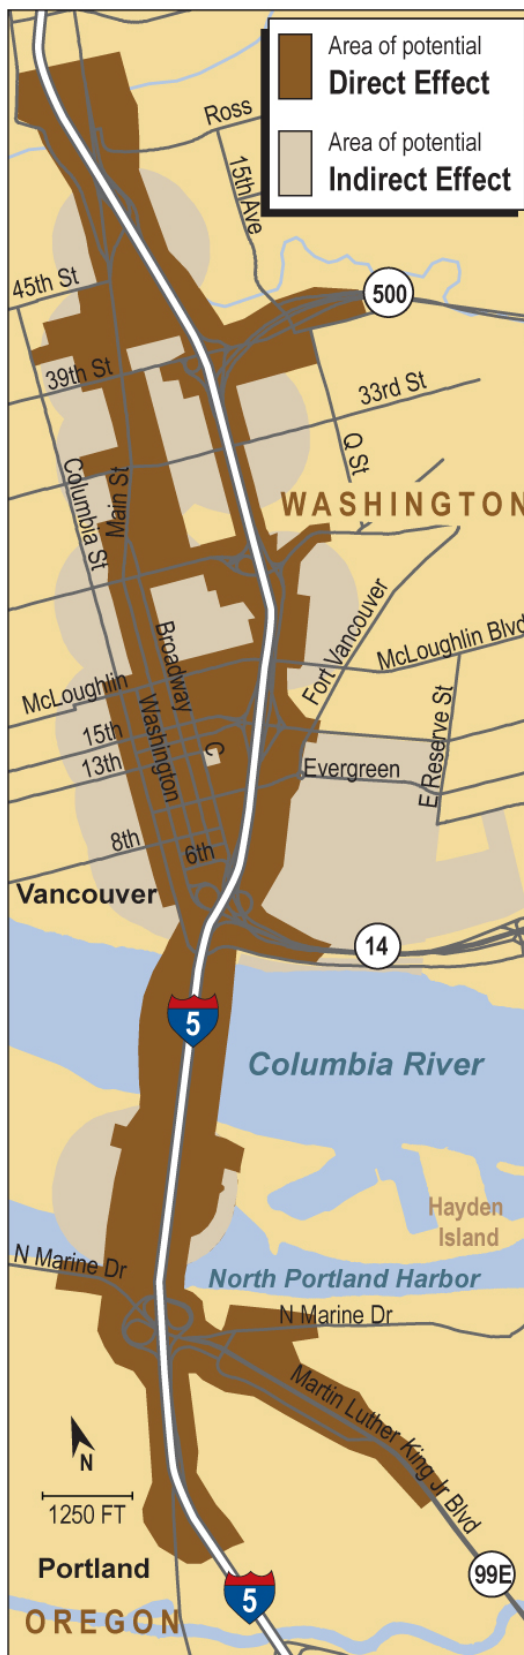 Area of potential
Direct Effect
Area of potential
Indirect Effect
Ross
15th Ave
45th St
500
39th St
33rd St
Q St
Columbia St
Main St
WASHINGTON
Broadway
Fort Vancouver
McLoughlin Blvd
McLoughlin
Washington
15th
C
13th
Evergreen
E Reserve St
8th
6th
Vancouver
14
5
Columbia River
Hayden
Island
N Marine Dr
North Portland Harbor
N Marine Dr
Martin Luther King Jr Blvd
N
1250 FT
Portland
99E
5
OREGON